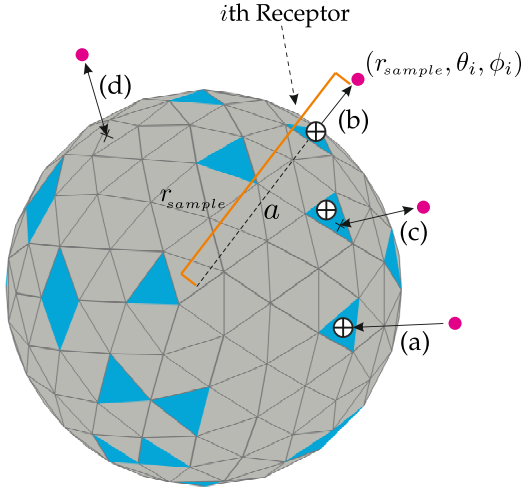 ith Receptor
(r_sample, θ_i, ϕ_i)
(d)
(b)
r_sample
a
(c)
(a)